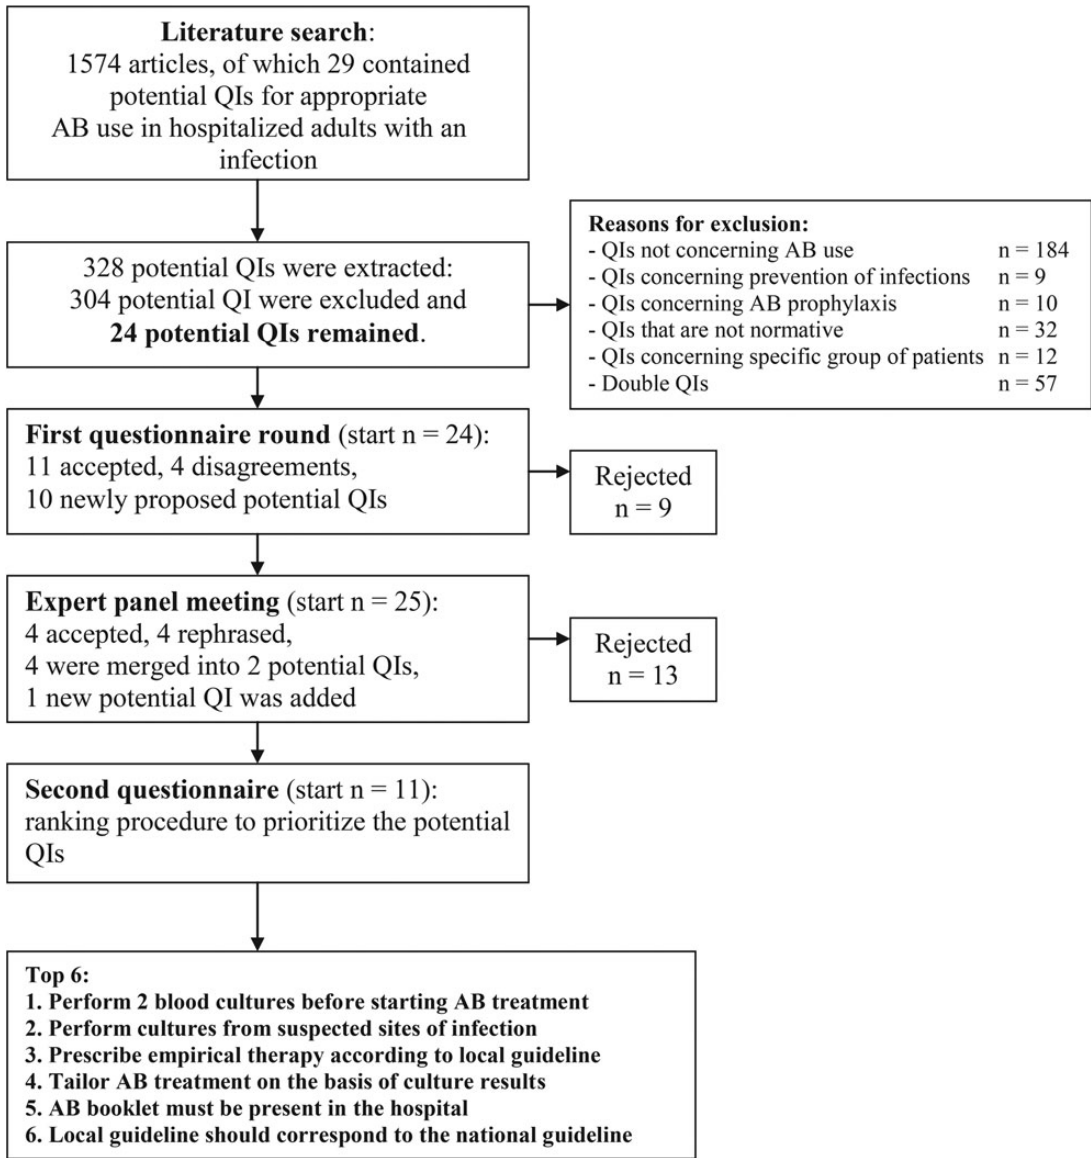 Literature search:
1574 articles, of which 29 contained
potential QIs for appropriate
AB use in hospitalized adults with an
infection
328 potential QIs were extracted:
304 potential QI were excluded and
24 potential QIs remained.
Reasons for exclusion:
- QIs not concerning AB use n = 184
- QIs concerning prevention of infections n = 9
- QIs concerning AB prophylaxis n = 10
- QIs that are not normative n = 32
- QIs concerning specific group of patients n = 12
- Double QIs n = 57
First questionnaire round (start n = 24):
11 accepted, 4 disagreements,
10 newly proposed potential QIs
Rejected
n = 9
Expert panel meeting (start n = 25):
4 accepted, 4 rephrased,
4 were merged into 2 potential QIs,
1 new potential QI was added
Rejected
n = 13
Second questionnaire (start n = 11):
ranking procedure to prioritize the potential
QIs
Top 6:
1. Perform 2 blood cultures before starting AB treatment
2. Perform cultures from suspected sites of infection
3. Prescribe empirical therapy according to local guideline
4. Tailor AB treatment on the basis of culture results
5. AB booklet must be present in the hospital
6. Local guideline should correspond to the national guideline